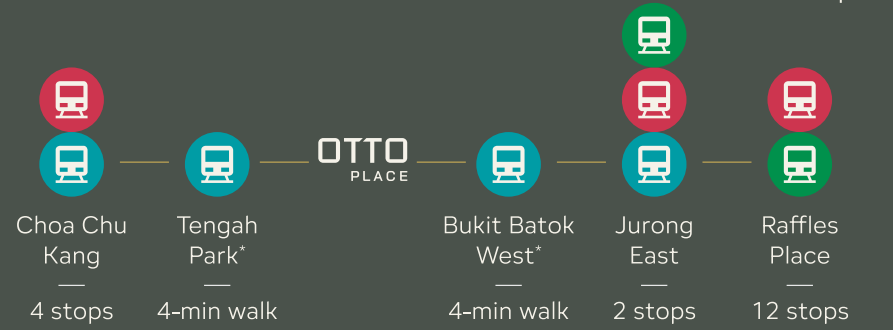 OTTO
PLACE
Choa Chu
Kang
4 stops
Tengah
Park*
4-min walk
Bukit Batok
West*
4-min walk
Jurong
East
2 stops
Raffles
Place
12 stops